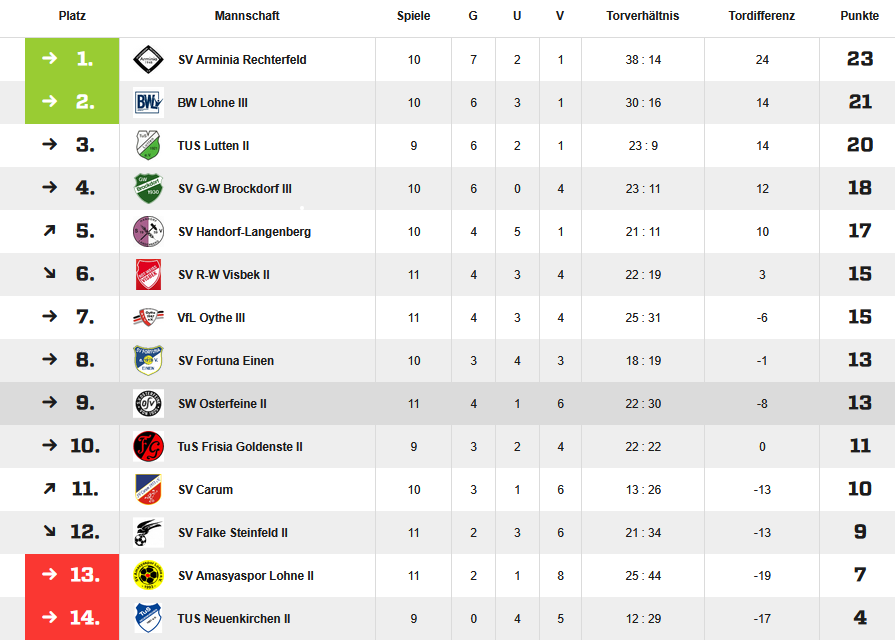 Platz Mannschaft Spiele G U V Torverhältnis Tordifferenz Punkte
1. SV Arminia Rechterfeld 10 7 2 1 38 : 14 24 23
2. BW Lohne III 10 6 3 1 30 : 16 14 21
3. TUS Lutten II 9 6 2 1 23 : 9 14 20
4. SV G-W Brockdorf III 10 6 0 4 23 : 11 12 18
5. SV Handorf-Langenberg 10 4 5 1 21 : 11 10 17
6. SV R-W Visbek II 11 4 3 4 22 : 19 3 15
7. VfL Oythe III 11 4 3 4 25 : 31 -6 15
8. SV Fortuna Einen 10 3 4 3 18 : 19 -1 13
9. SW Osterfeine II 11 4 1 6 22 : 30 -8 13
10. TuS Frisia Goldenste II 9 3 2 4 22 : 22 0 11
11. SV Carum 10 3 1 6 13 : 26 -13 10
12. SV Falke Steinfeld II 11 2 3 6 21 : 34 -13 9
13. SV Amasyaspor Lohne II 11 2 1 8 25 : 44 -19 7
14. TUS Neuenkirchen II 9 0 4 5 12 : 29 -17 4